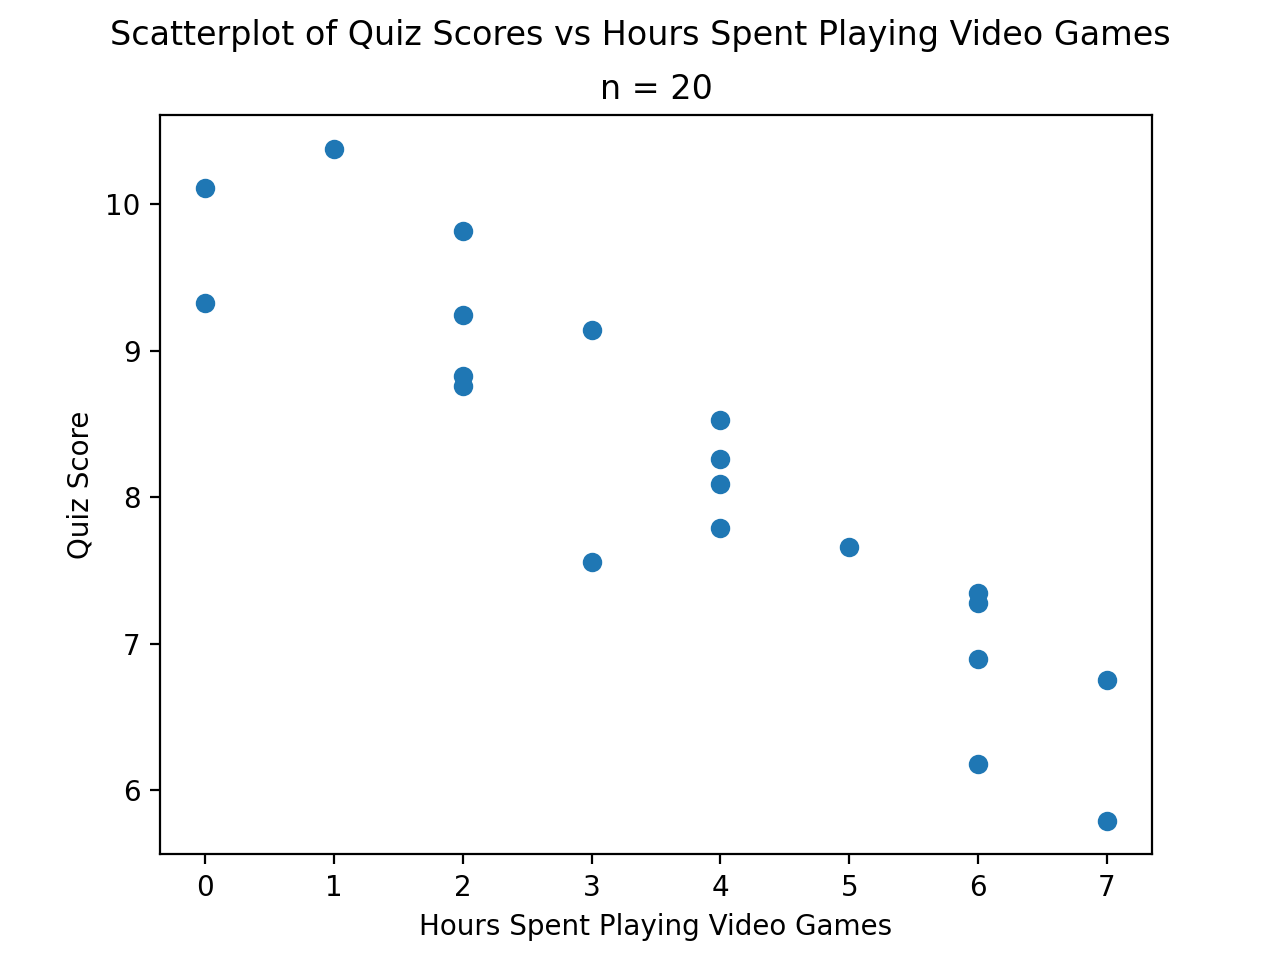 Scatterplot of Quiz Scores vs Hours Spent Playing Video Games
n = 20
10
9
8
7
6
Quiz Score
0 1 2 3 4 5 6 7
Hours Spent Playing Video Games